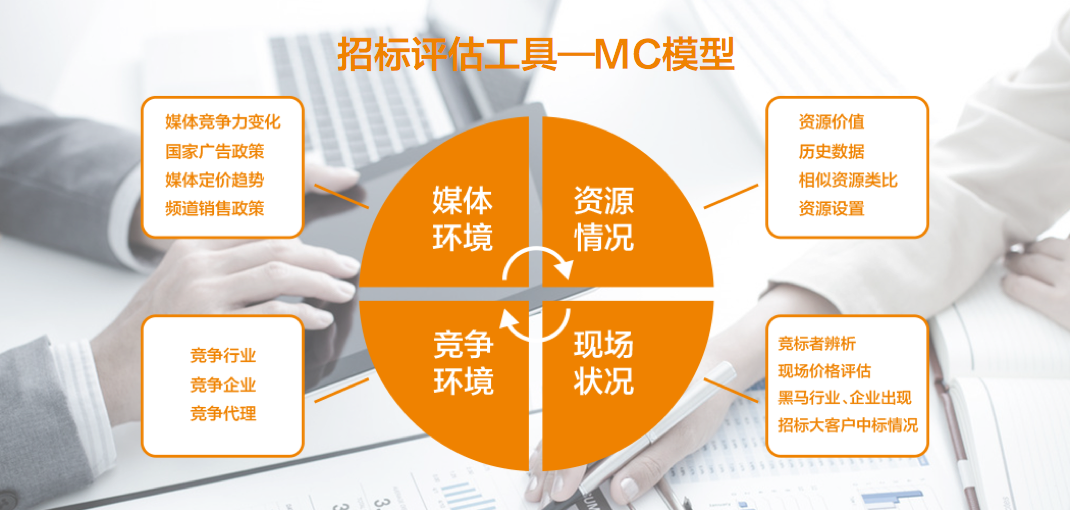 招标评估工具—MC模型
媒体竞争力变化
国家广告政策
媒体定价趋势
频道销售政策
媒体
环境
资源
情况
资源价值
历史数据
相似资源类比
资源设置
竞争行业
竞争企业
竞争代理
竞争
环境
现场
状况
竞标者辨析
现场价格评估
黑马行业、企业出现
招标大客户中标情况